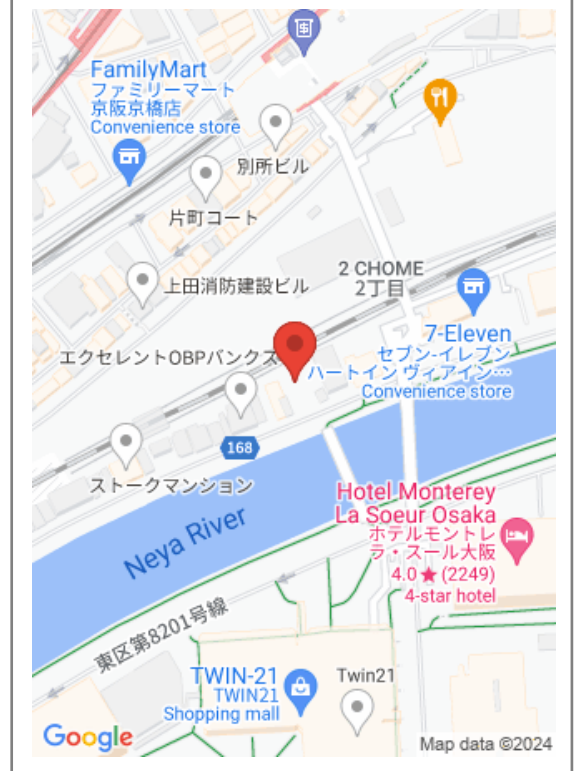 FamilyMart
ファミリーマート
京阪京橋店
Convenience store
別所ビル
片町コート
2 CHOME
2丁目
上田消防建設ビル
7-Eleven
セブン-イレブン
ハートイン ヴィアイン…
Convenience store
エクセレントOBPバンクス
168
ストークマンション
Neya River
Hotel Monterey
La Soeur Osaka
ホテルモントレ
ラ・スール大阪
4.0★(2249)
4-star hotel
東区第8201号線
TWIN-21
TWIN21
Shopping mall
Twin21
Google
Map data ©2024